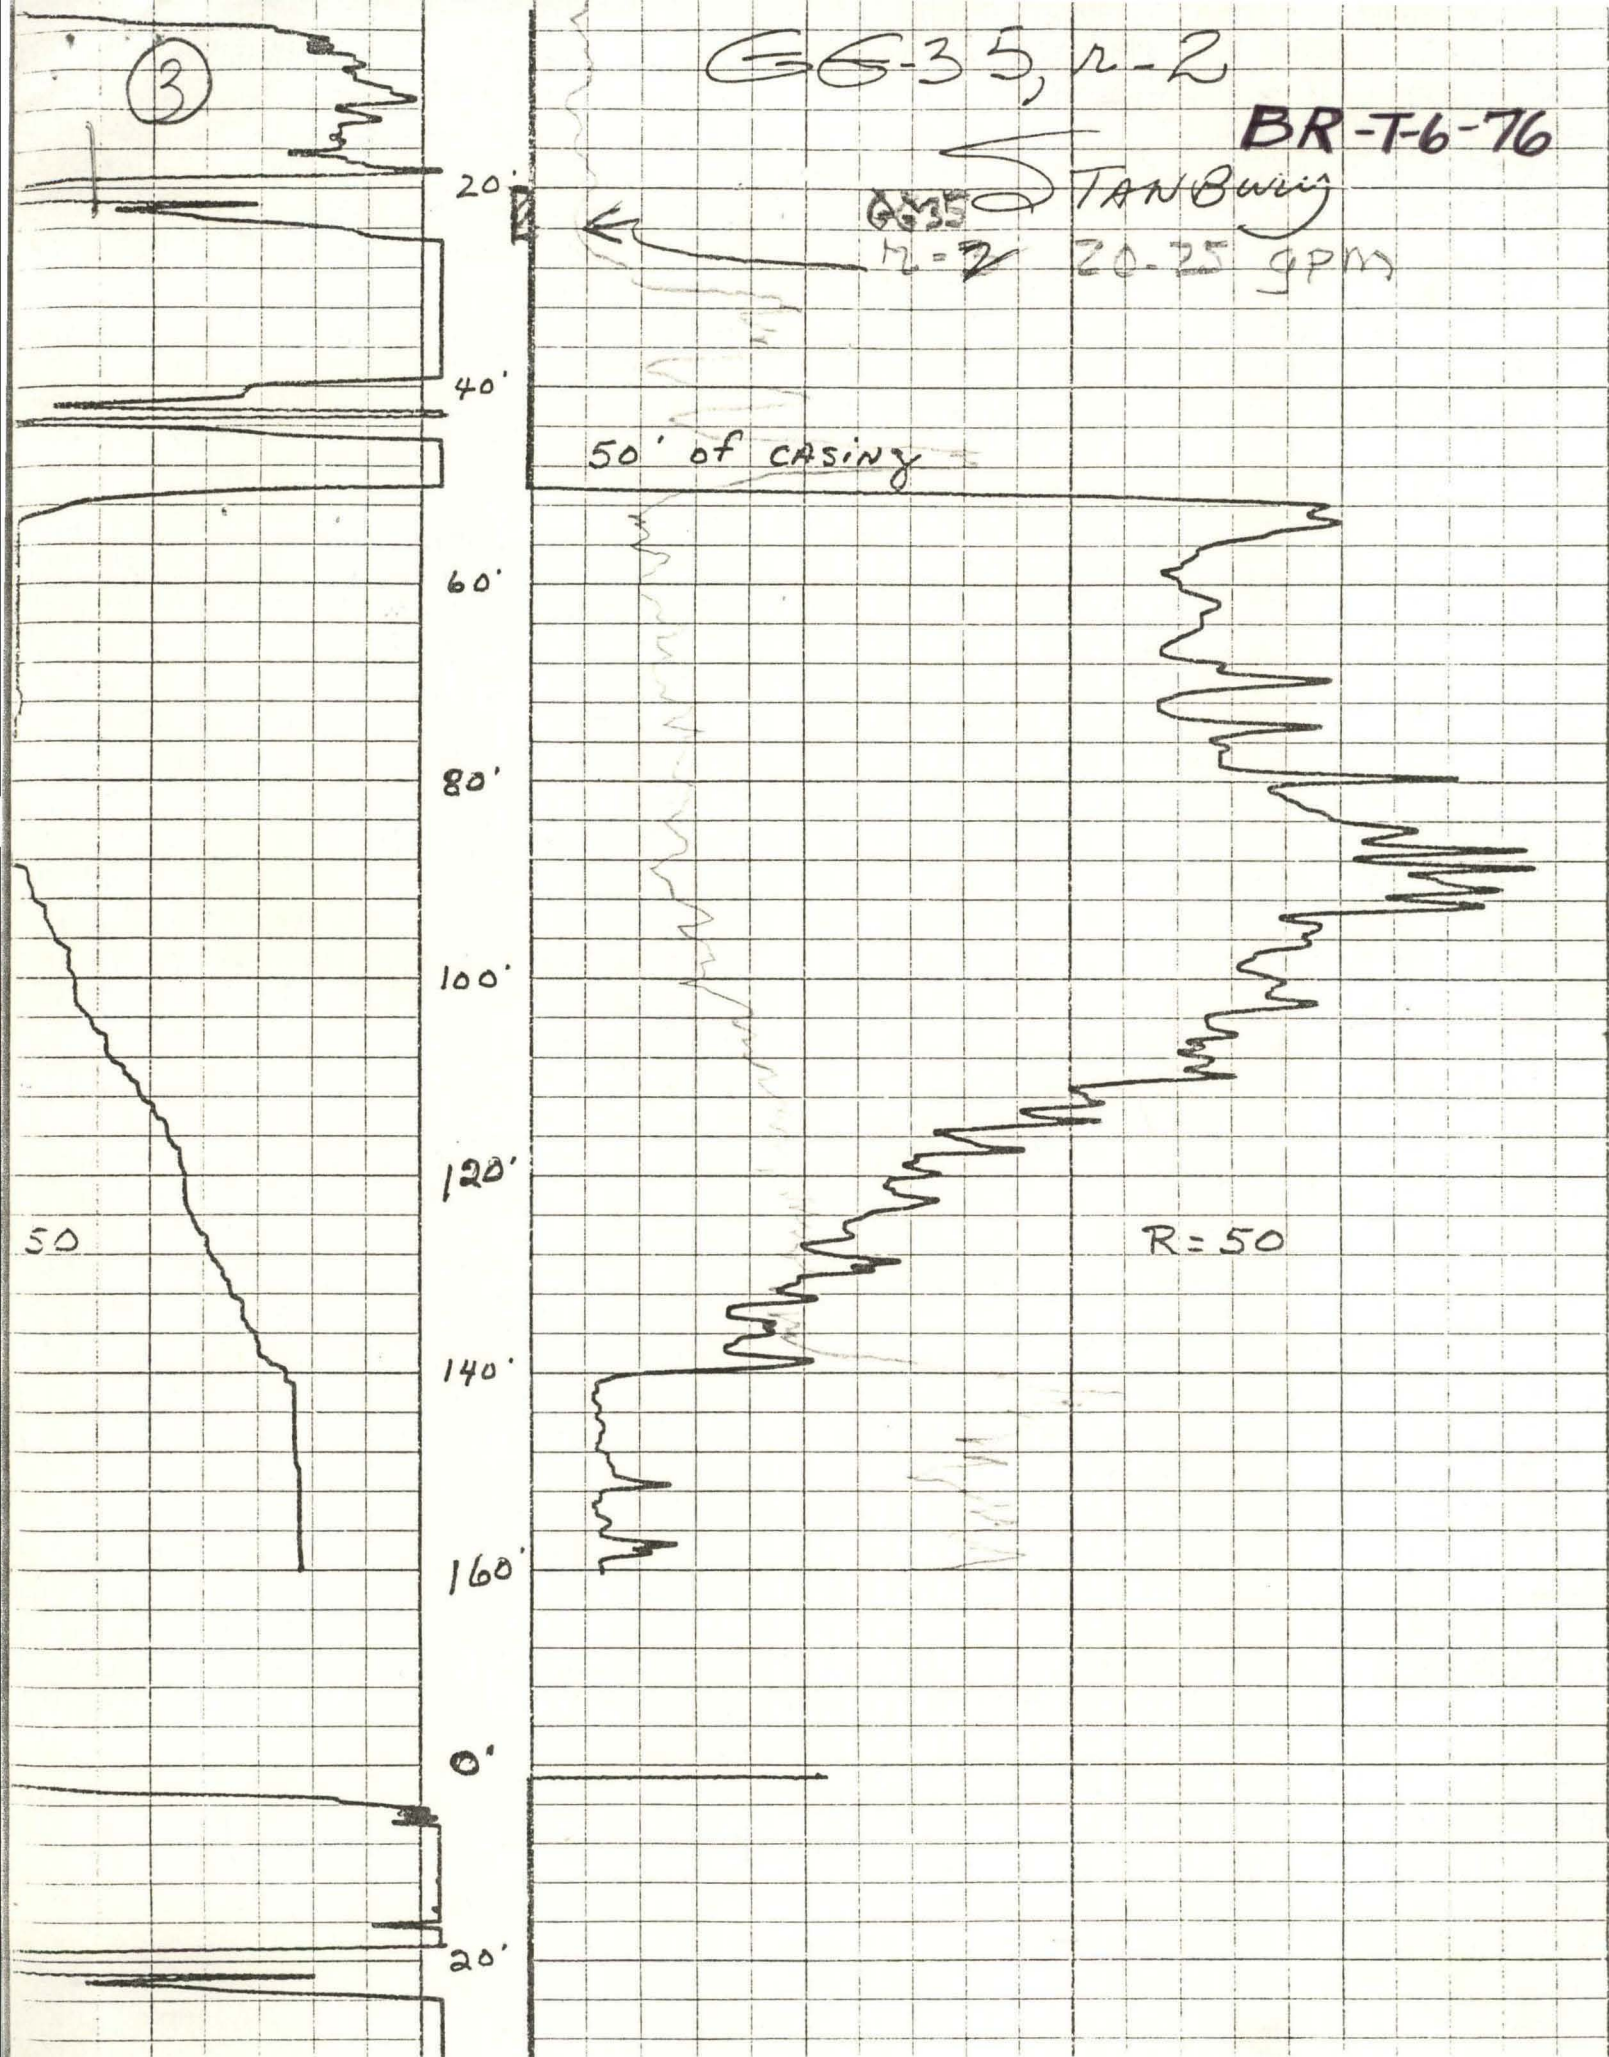 3
GG-35, r-2
BR-T-6-76
STANBury
20'
GG35
r=2 20-25 gpm
40'
50' of CASiNg
60'
80'
100'
120'
50
R=50
140'
160'
0'
20'